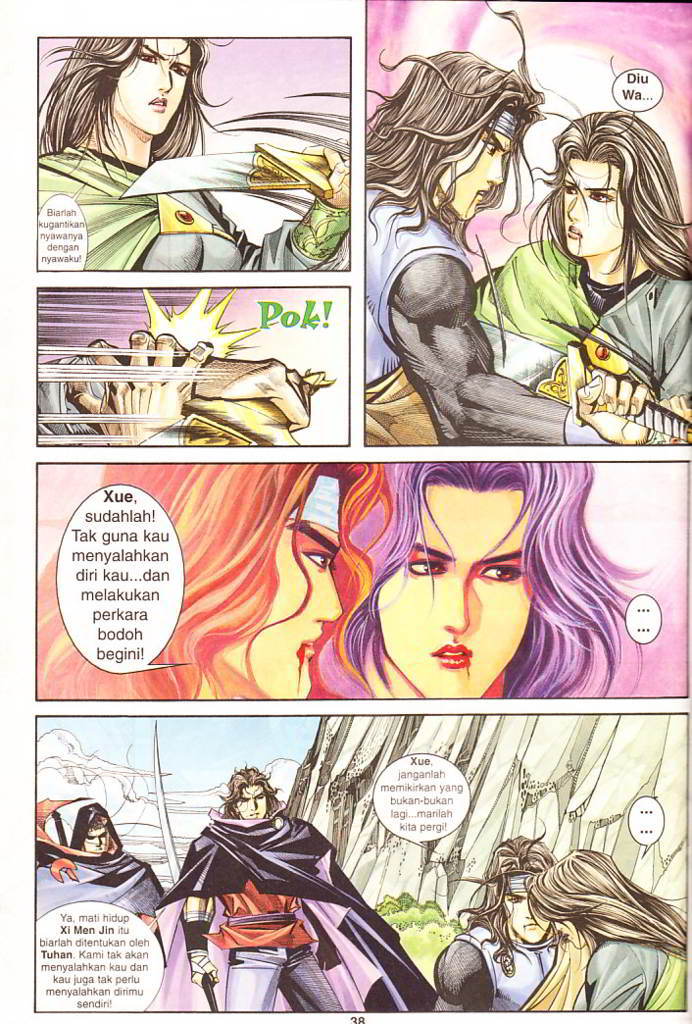 Biarlah
kugantikan
nyawanya
dengan
nyawaku!
Diu
Wa...
Pok!
Xue,
sudahlah!
Tak guna kau
menyalahkan
diri kau...dan
melakukan
perkara
bodoh
begini!
...
...
Xue,
janganlah
memikirkan yang
bukan-bukan
lagi...marilah
kita pergi!
...
...
Ya, mati hidup
Xi Men Jin itu
biarlah ditentukan oleh
Tuhan. Kami tak akan
menyalahkan kau dan
kau juga tak perlu
menyalahkan dirimu
sendiri!
38